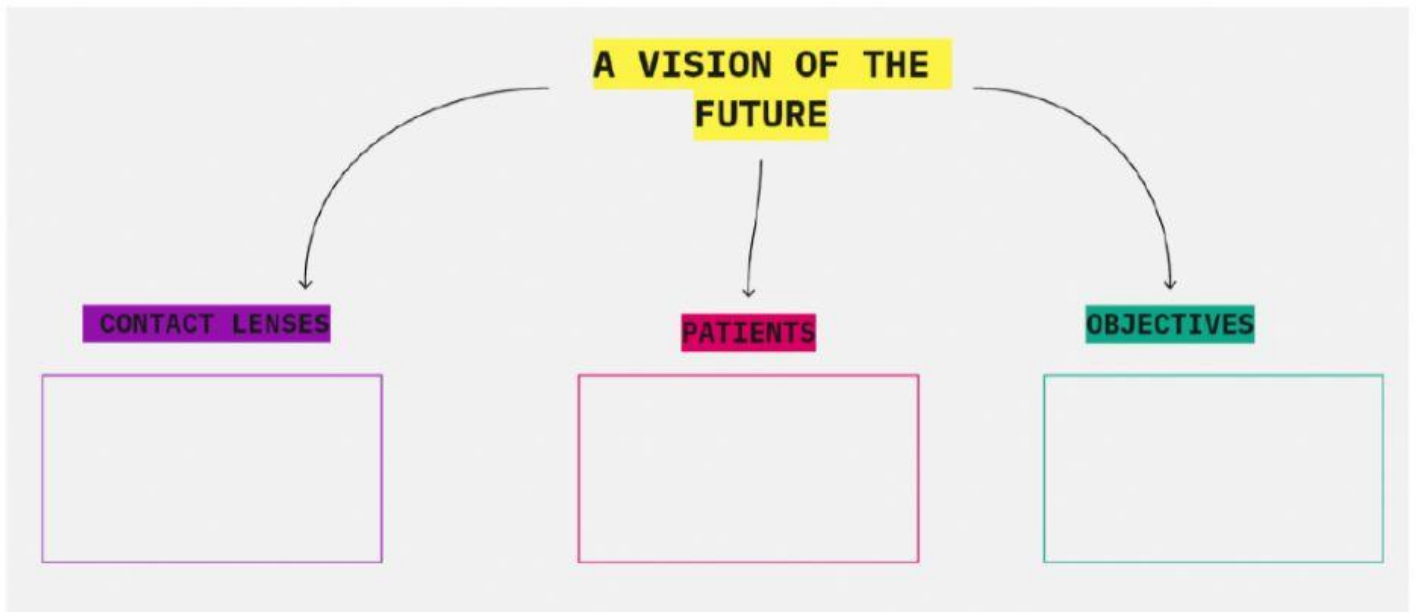 A VISION OF THE
FUTURE
CONTACT LENSES
PATIENTS
OBJECTIVES